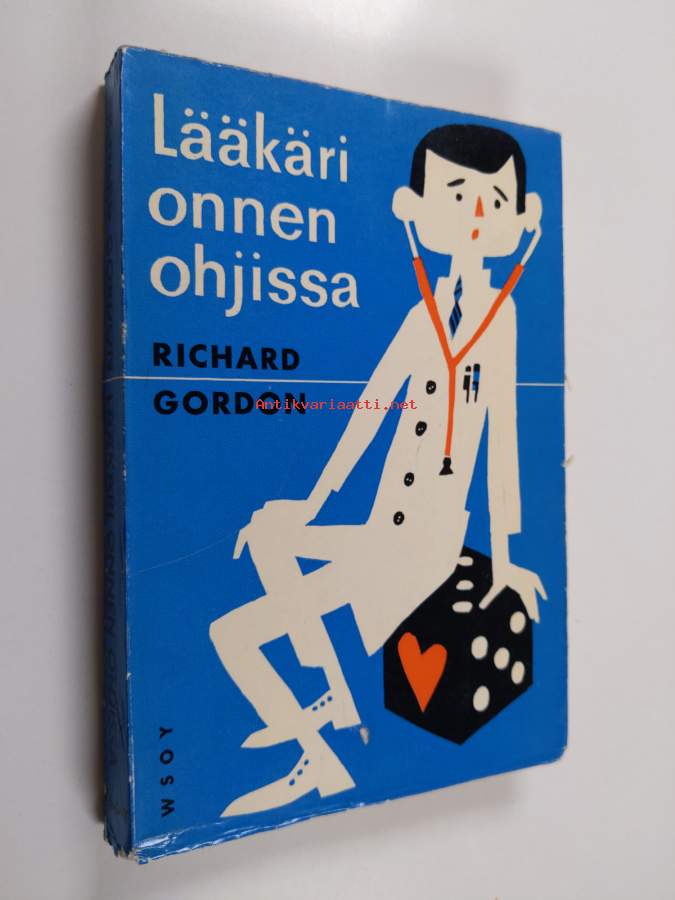 Lääkäri
onnen
ohjissa
RICHARD
GORDON
Antikvariaatti.net
WSOY